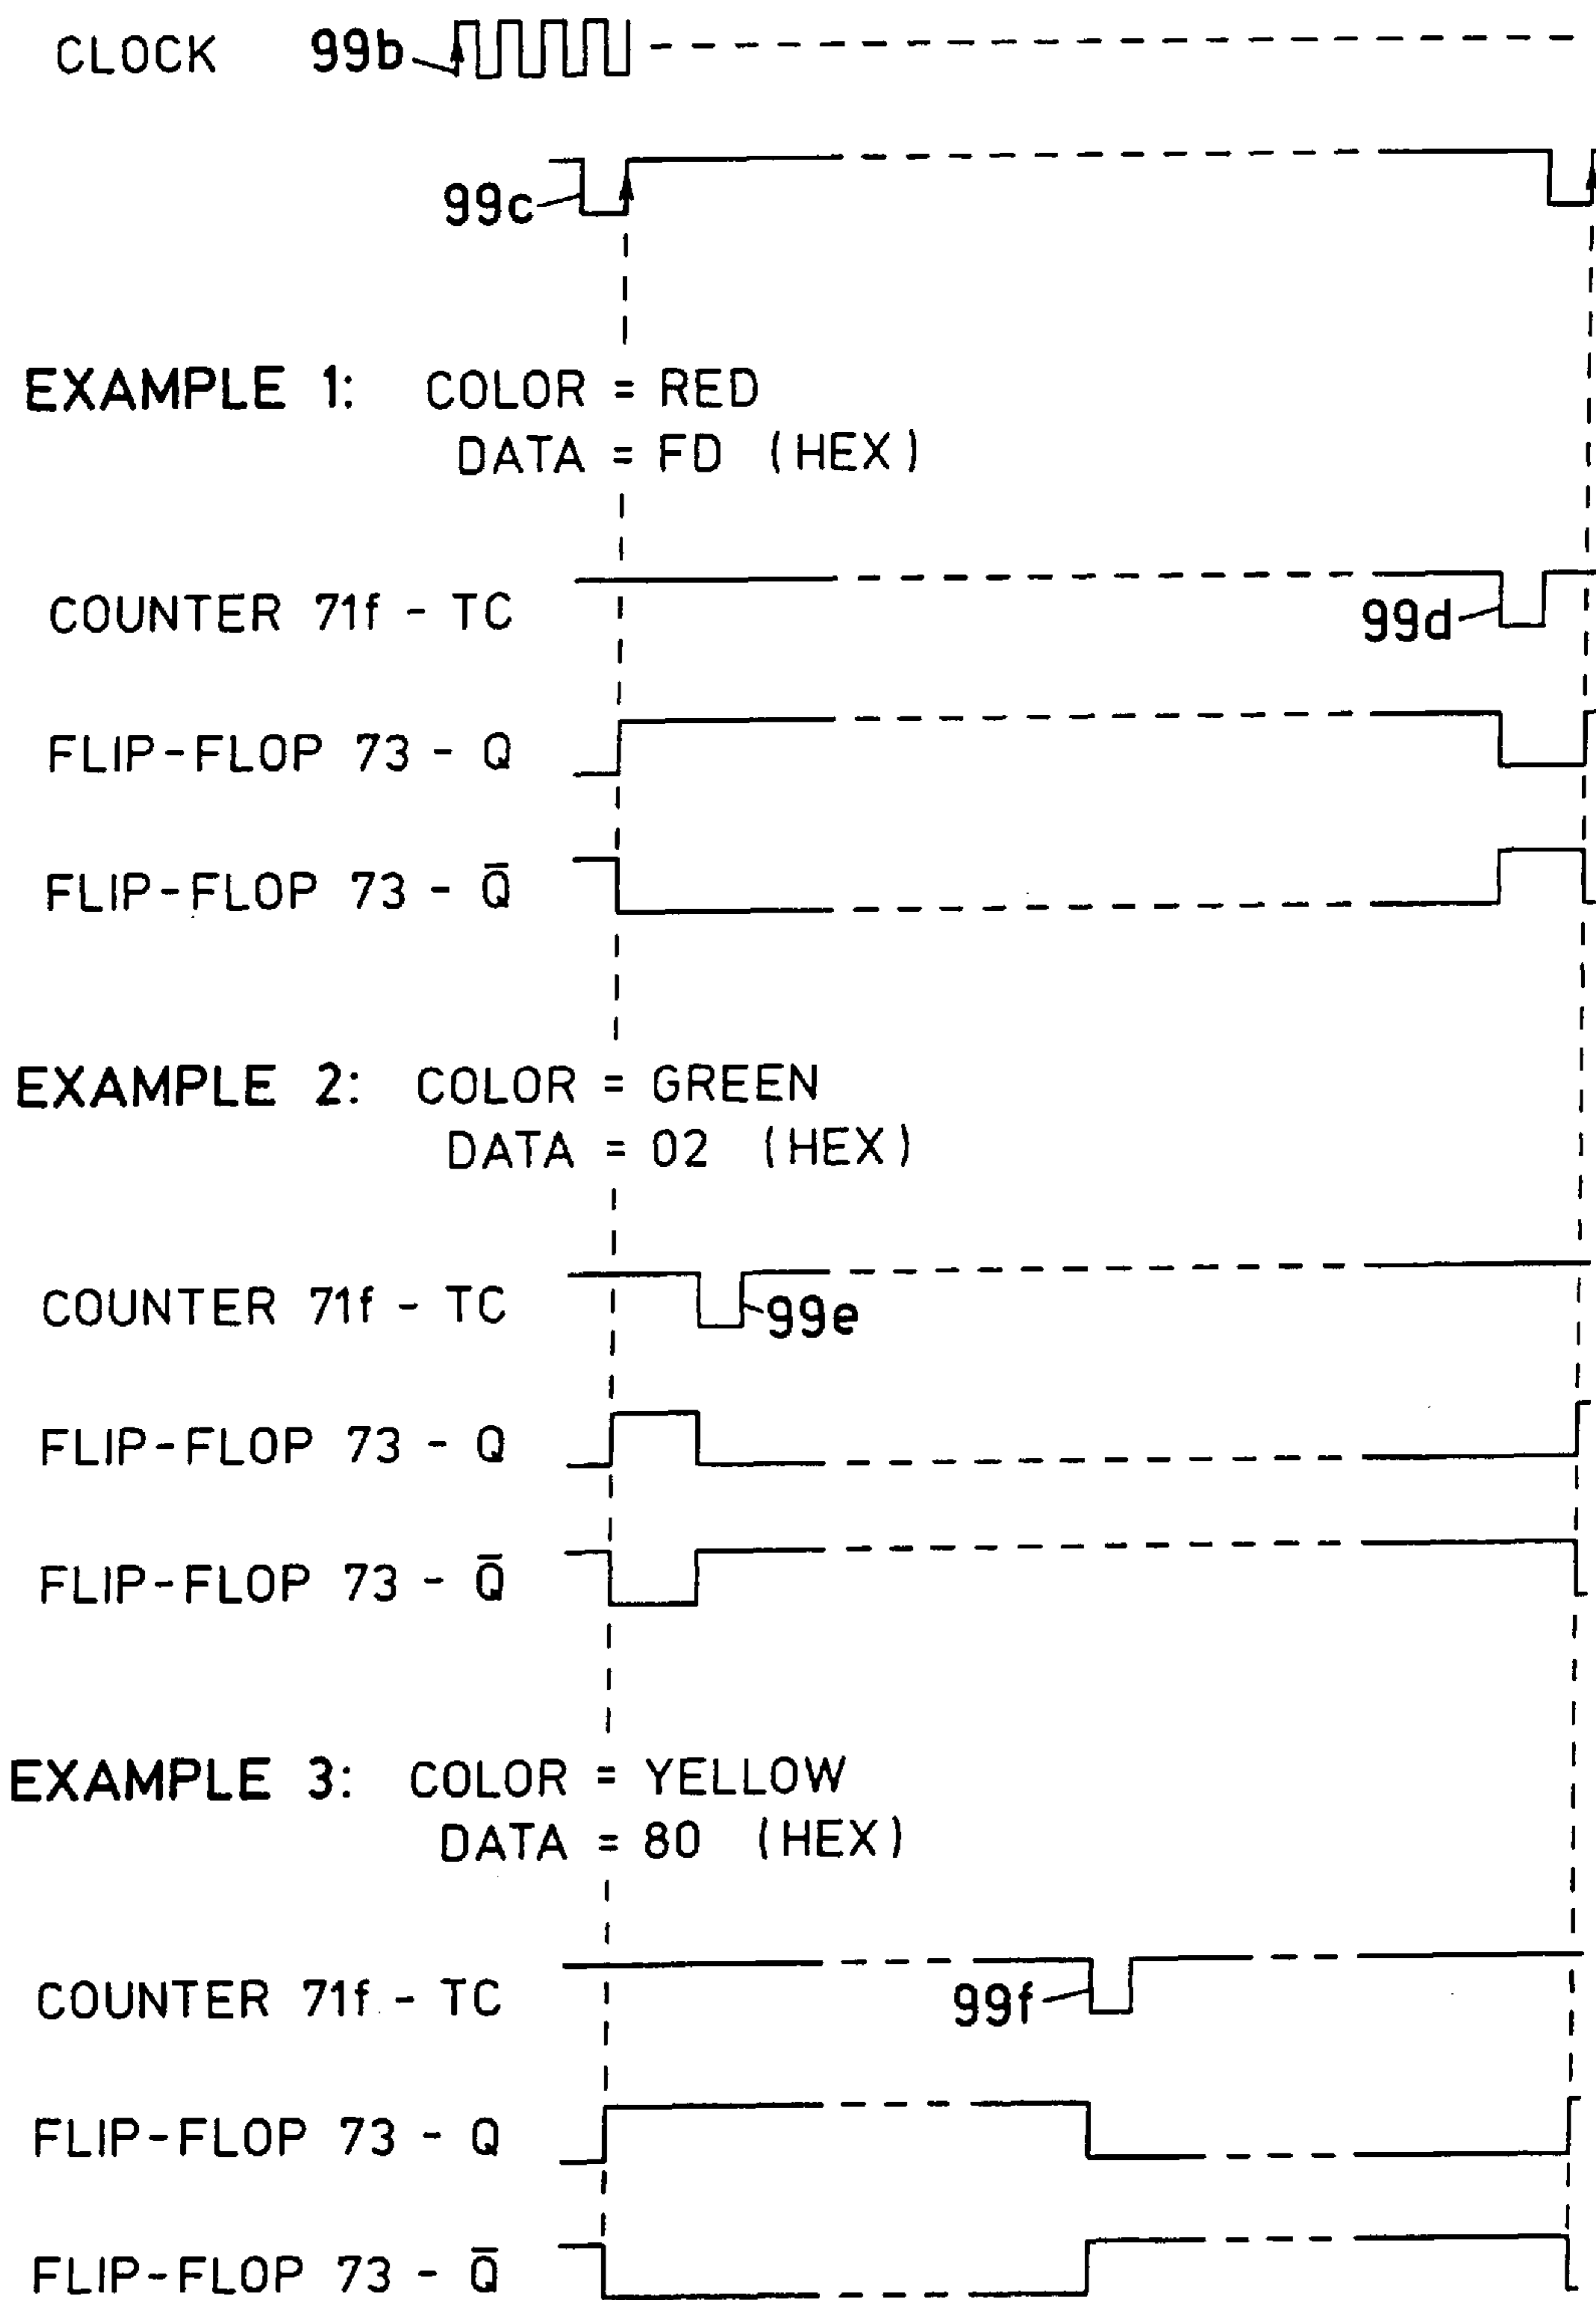 CLOCK 99b
99c
EXAMPLE 1: COLOR = RED
DATA = FD (HEX)
COUNTER 71f - TC 99d
FLIP-FLOP 73 - Q
FLIP-FLOP 73 - Q̄
EXAMPLE 2: COLOR = GREEN
DATA = 02 (HEX)
COUNTER 71f - TC 99e
FLIP-FLOP 73 - Q
FLIP-FLOP 73 - Q̄
EXAMPLE 3: COLOR = YELLOW
DATA = 80 (HEX)
COUNTER 71f - TC 99f
FLIP-FLOP 73 - Q
FLIP-FLOP 73 - Q̄